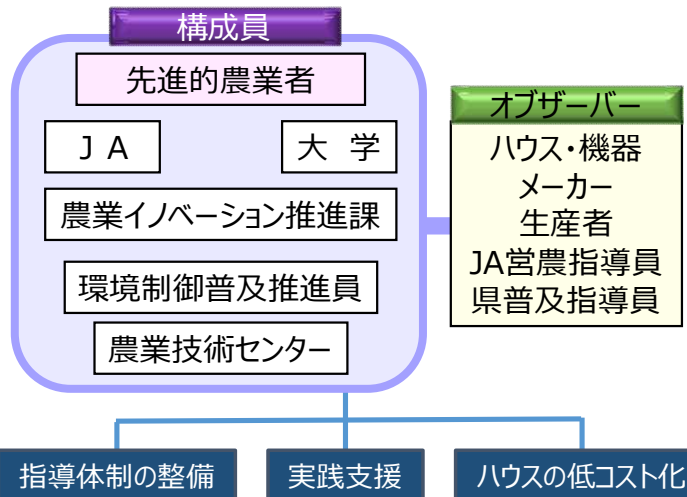 構成員
先進的農業者
JA
大学
農業イノベーション推進課
環境制御普及推進員
農業技術センター
オブザーバー
ハウス・機器
メーカー
生産者
JA営農指導員
県普及指導員
指導体制の整備
実践支援
ハウスの低コスト化